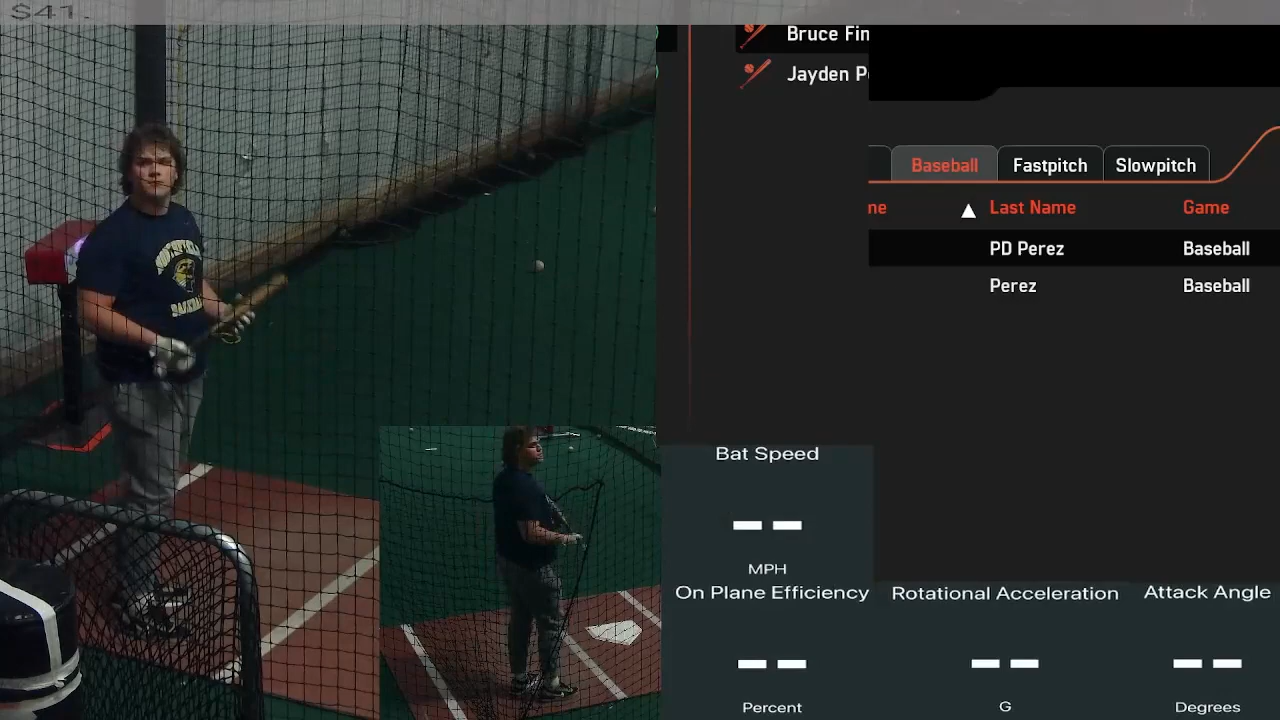 S41.
Bruce Fin
Jayden P
Baseball Fastpitch Slowpitch
ne ▲ Last Name Game
PD Perez Baseball
Perez Baseball
Bat Speed
MPH
On Plane Efficiency Rotational Acceleration Attack Angle
Percent G Degrees
BASEBALL